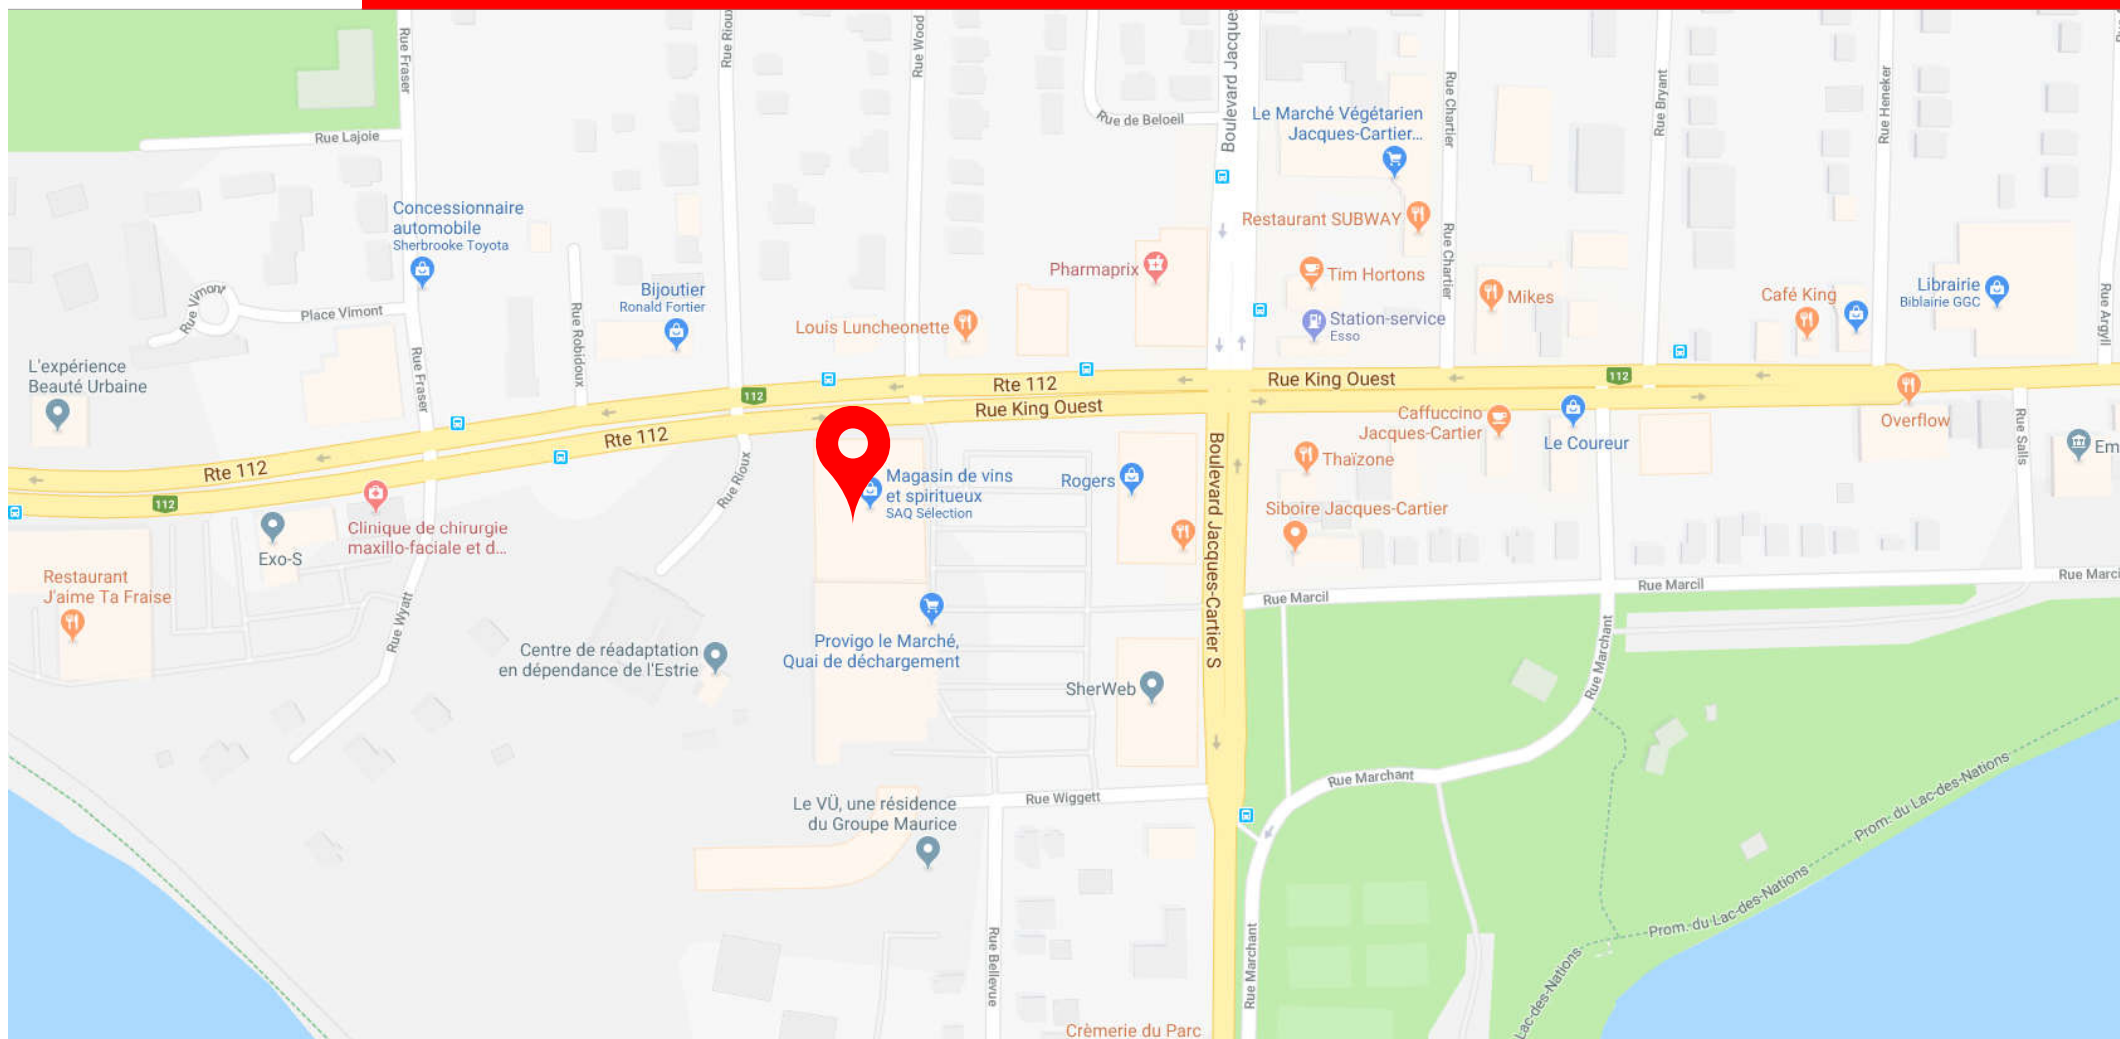 Rue Fraser
Rue Lajoie
Rue Wood
Rue de Beloeil
Boulevard Jacques
Rue Chartier
Rue Bryant
Rue Heneker
Le Marché Végétarien
Jacques-Cartier...
Concessionnaire
automobile
Sherbrooke Toyota
Restaurant SUBWAY
Rue Chartier
Pharmaprix
Tim Hortons
Mikes
Café King
Librairie
Biblairie GGC
Rue Argyll
Rue Vimont
Place Vimont
Rue Robidoux
Bijoutier
Ronald Fortier
Louis Luncheonette
Station-service
Esso
L'expérience
Beauté Urbaine
Rue Fraser
Rte 112
Rue King Ouest
112
112
Rue King Ouest
Rte 112
Rte 112
112
Caffuccino
Jacques-Cartier
Le Coureur
Overflow
Rue Salls
Em
Rue Rioux
Magasin de vins
et spiritueux
SAQ Sélection
Rogers
Thaïzone
Siboire Jacques-Cartier
Boulevard Jacques-Cartier S
Clinique de chirurgie
maxillo-faciale et d...
Exo-S
Restaurant
J'aime Ta Fraise
Rue Wyatt
Rue Marcil
Rue Marcil
Rue Marci
Centre de réadaptation
en dépendance de l'Estrie
Provigo le Marché,
Quai de déchargement
SherWeb
Rue Marchant
Rue Marchant
Rue Wiggett
Le VÜ, une résidence
du Groupe Maurice
Prom. du Lac-des-Nations
Prom. du Lac-des-Nations
Lac-des-Nations
Rue Bellevue
Rue Marchant
Crèmerie du Parc